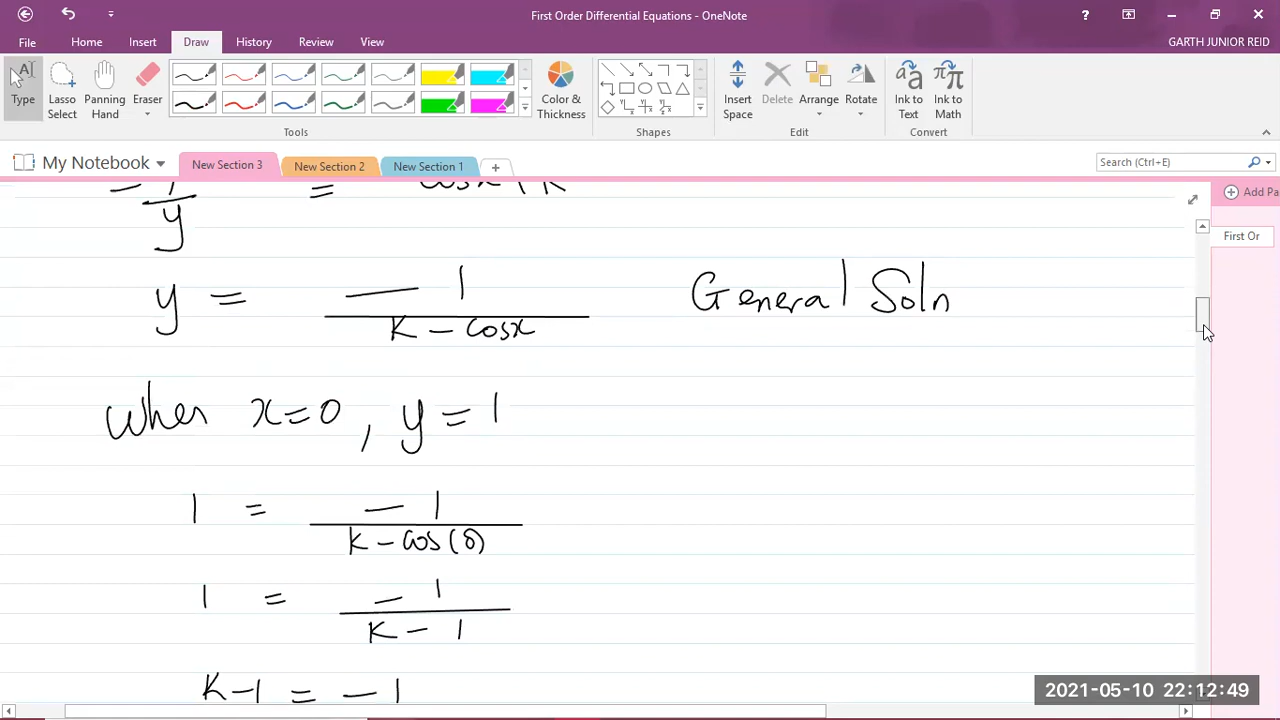 First Order Differential Equations - OneNote
?
File Home Insert Draw History Review View GARTH JUNIOR REID
Type Lasso Select Panning Hand Eraser Color & Thickness Insert Space Delete Arrange Rotate Ink to Text Ink to Math
Tools Shapes Edit Convert
My Notebook New Section 3 New Section 2 New Section 1 + Search (Ctrl+E)
Add Pa
First Or
- 1/y =
y = - 1/(K - cosx) General Soln
when x=0, y=1
1 = - 1/(K - cos(0))
1 = - 1/(K - 1)
K-1 = -1
2021-05-10 22:12:49